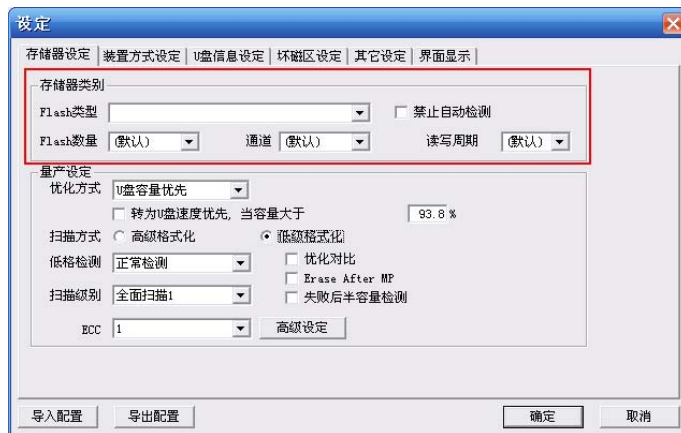 设定
存储器设定 装置方式设定 U盘信息设定 坏磁区设定 其它设定 界面显示
存储器类别
Flash类型 禁止自动检测
Flash数量 (默认) 通道 (默认) 读写周期 (默认)
量产设定
优化方式 U盘容量优先
转为U盘速度优先, 当容量大于 93.8 %
扫描方式 高级格式化 低级格式化
低格检测 正常检测 优化对比
Erase After MP
扫描级别 全面扫描1 失败后半容量检测
ECC 1 高级设定
导入配置 导出配置 确定 取消